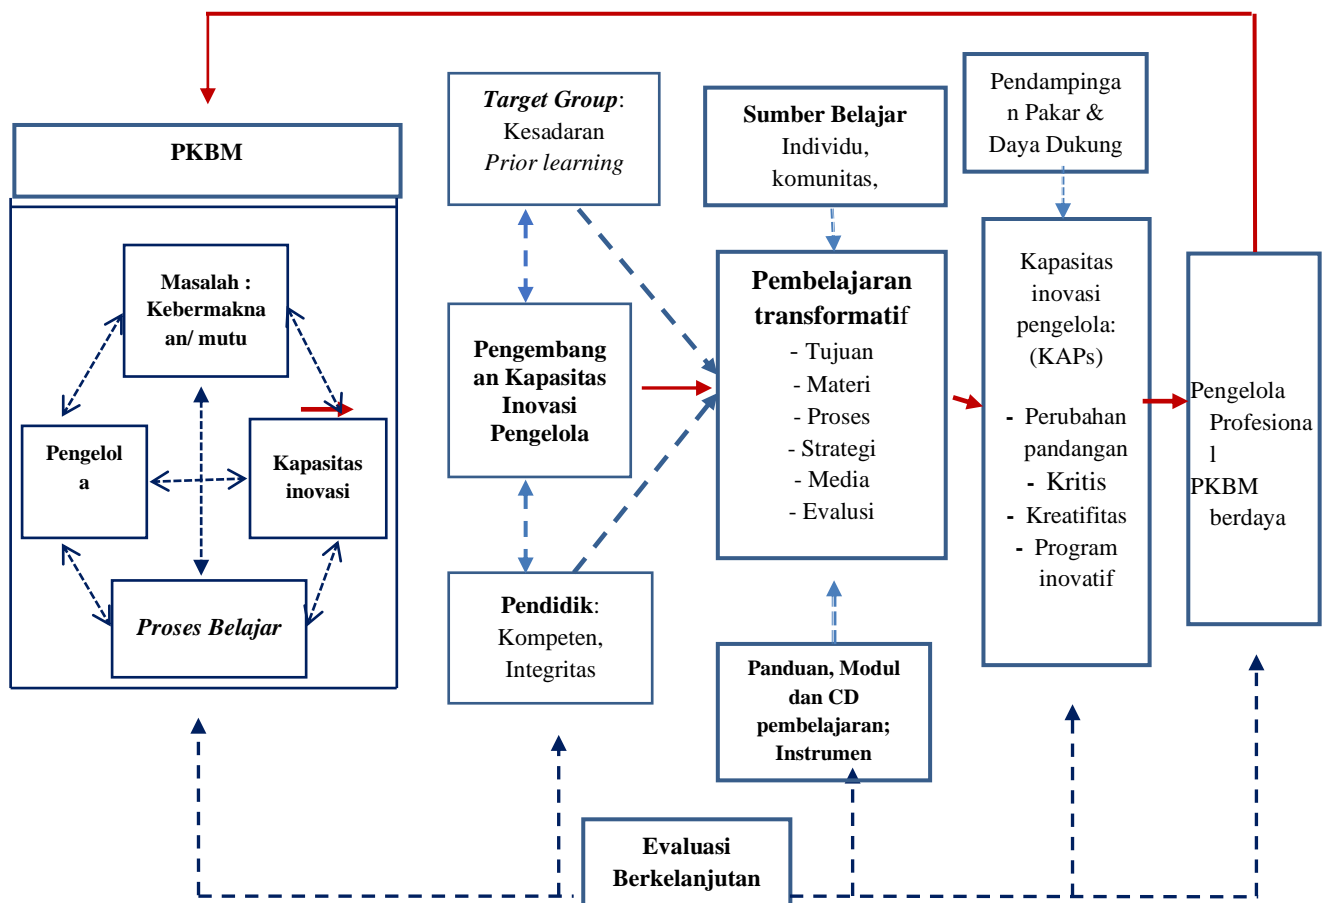 PKBM
Masalah :
Kebermakna
an/ mutu
Pengelol
a
Kapasitas
inovasi
Proses Belajar
Target Group:
Kesadaran
Prior learning
Pengembang
an Kapasitas
Inovasi
Pengelola
Pendidik:
Kompeten,
Integritas
Sumber Belajar
Individu,
komunitas,
Pembelajaran
transformatif
- Tujuan
- Materi
- Proses
- Strategi
- Media
- Evalusi
Panduan, Modul
dan CD
pembelajaran;
Instrumen
Pendampinga
n Pakar &
Daya Dukung
Kapasitas
inovasi
pengelola:
(KAPs)
- Perubahan
pandangan
- Kritis
- Kreatifitas
- Program
inovatif
Pengelola
Profesiona
l
PKBM
berdaya
Evaluasi
Berkelanjutan